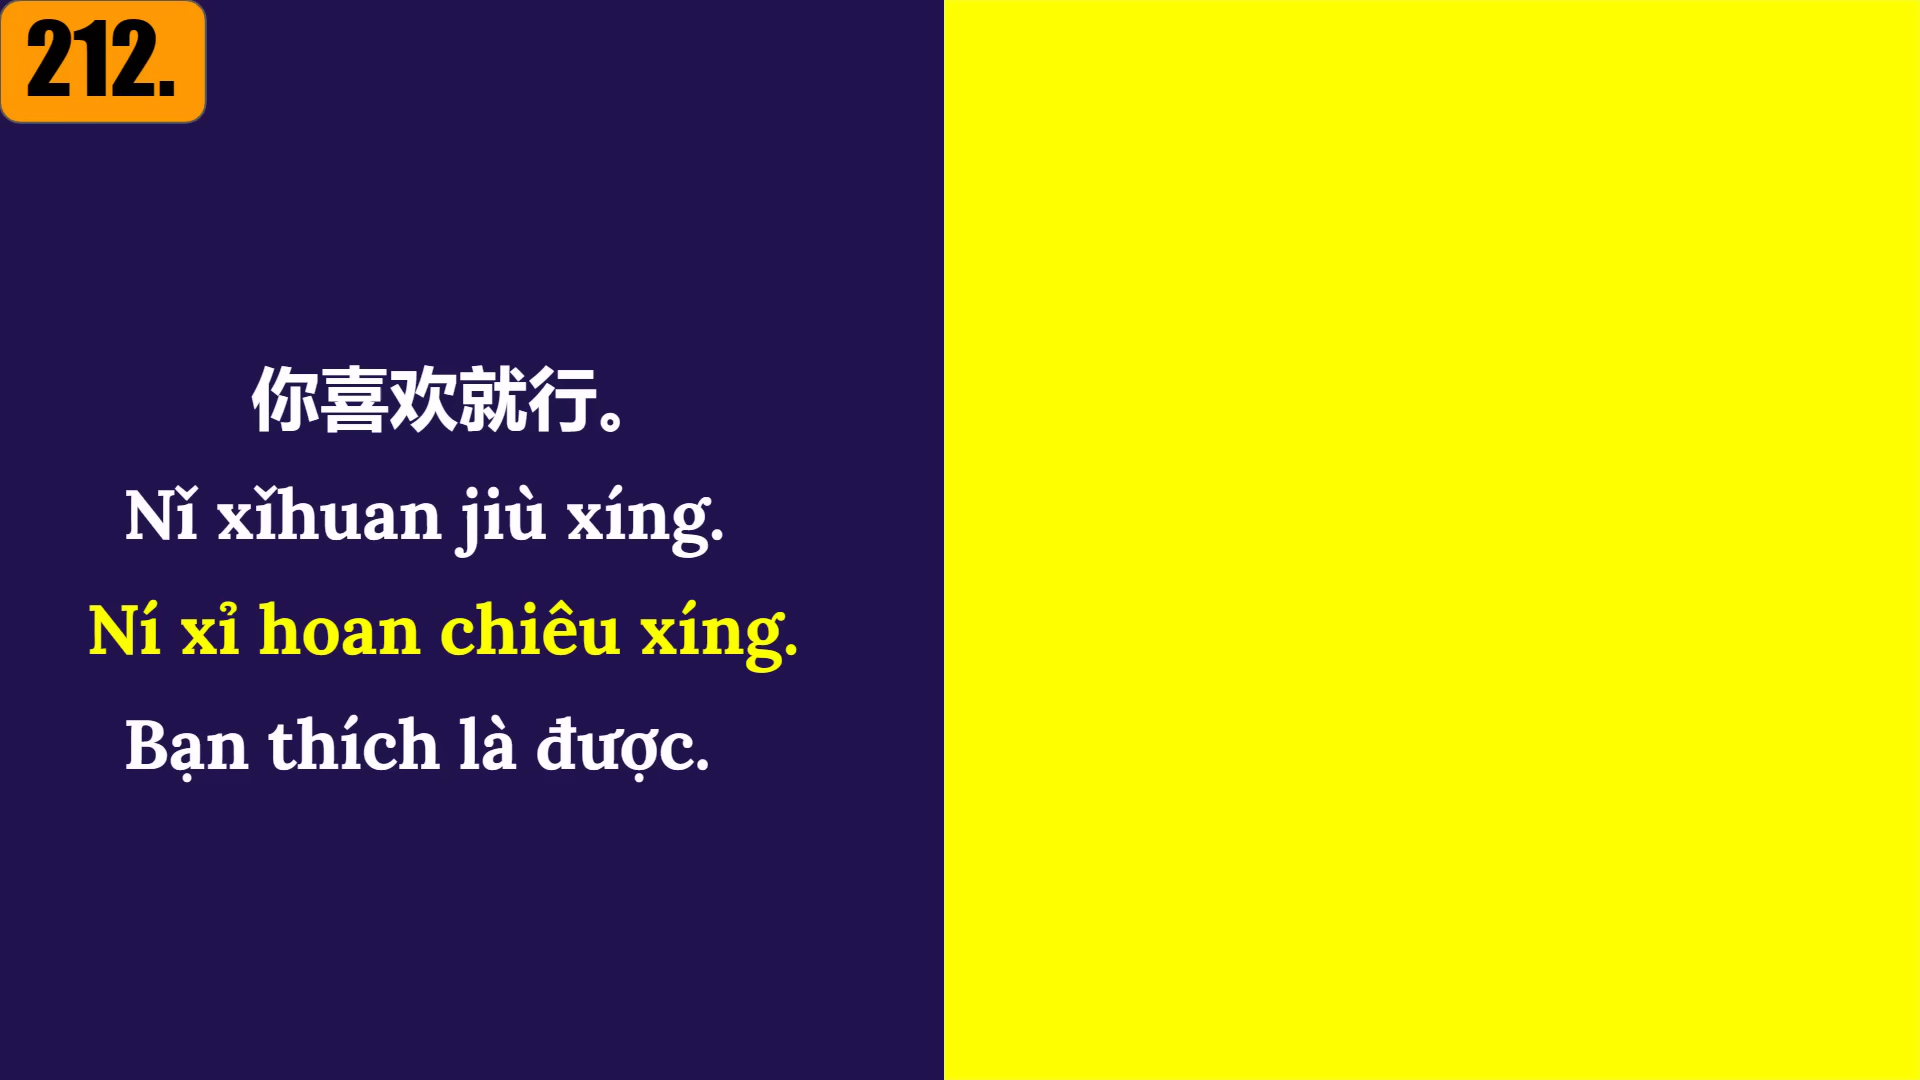 212.
你喜欢就行。
Nǐ xǐhuan jiù xíng.
Ní xỉ hoan chiêu xíng.
Bạn thích là được.